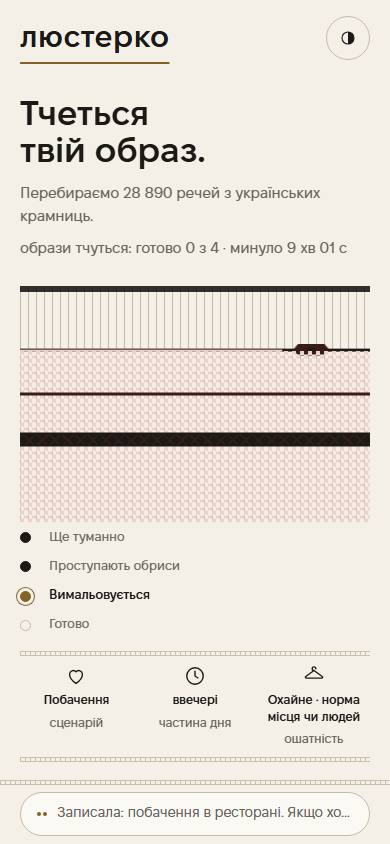 люстерко
Тчеться
твій образ.
Перебираємо 28 890 речей з українських
крамниць.
образи тчуться: готово 0 з 4 · минуло 9 хв 01 с
Ще туманно
Проступають обриси
Вимальовується
Готово
Побачення
сценарій
ввечері
частина дня
Охайне · норма
місця чи людей
ошатність
Записала: побачення в ресторані. Якщо хо...